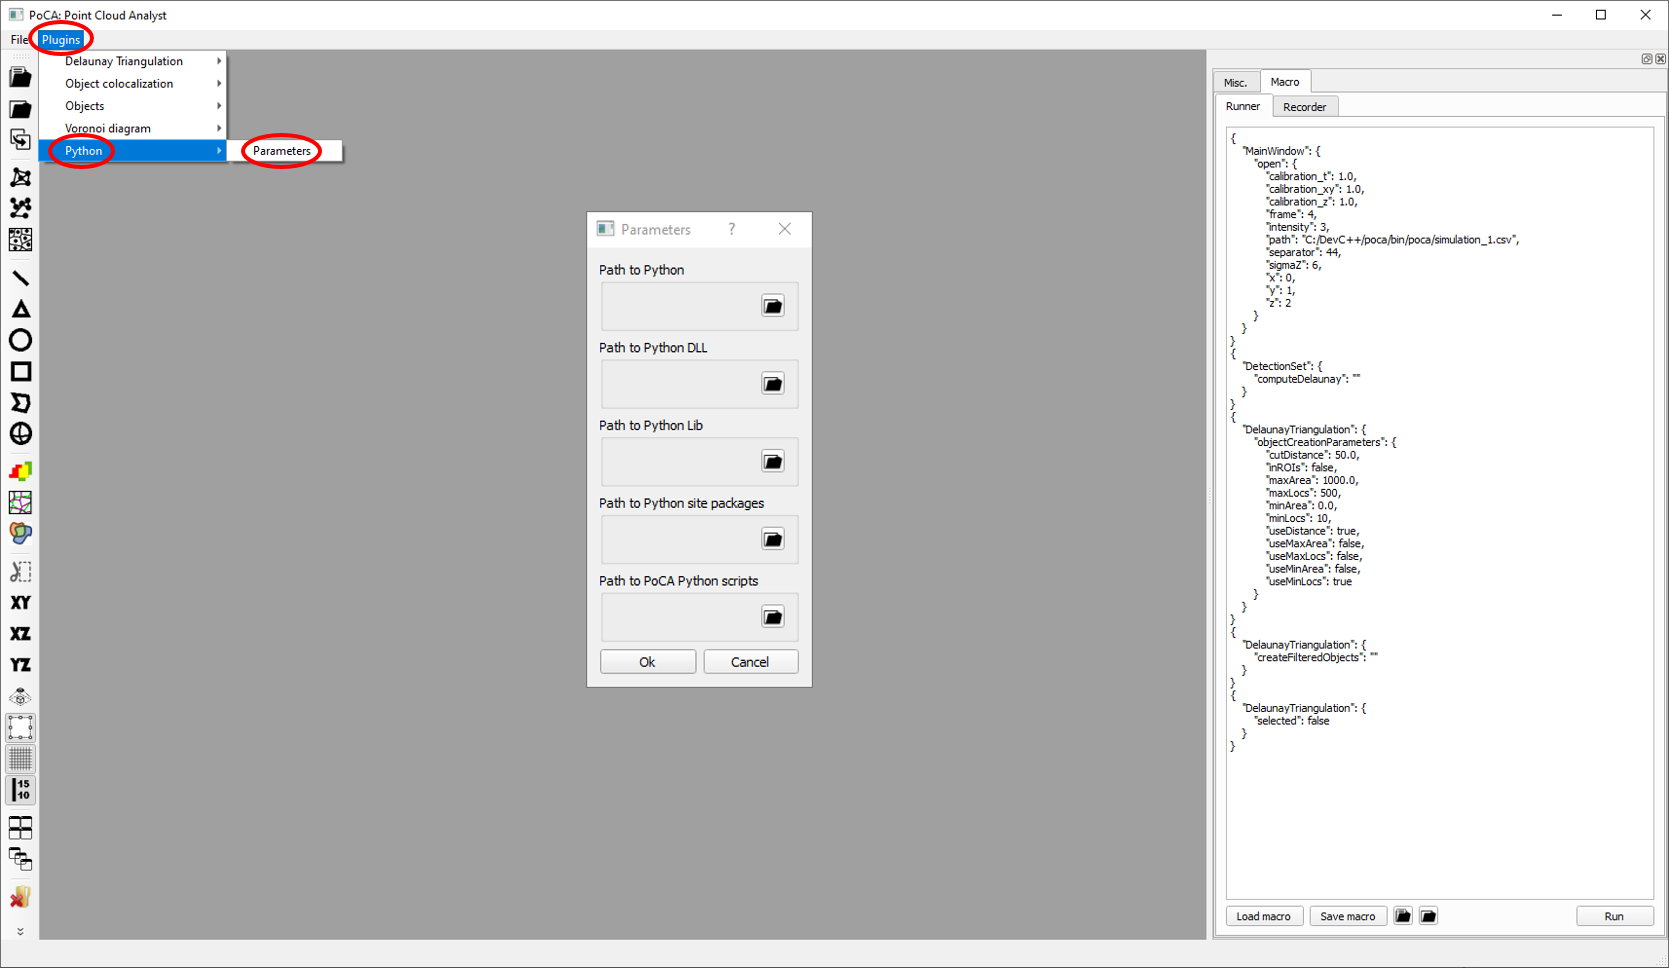 PoCA: Point Cloud Analyst
File Plugins
Delaunay Triangulation
Object colocalization
Objects
Voronoi diagram
Python
Parameters
XY
XZ
YZ
15
10
Parameters ?
Path to Python
Path to Python DLL
Path to Python Lib
Path to Python site packages
Path to PoCA Python scripts
Ok Cancel
Misc. Macro
Runner Recorder
{
"MainWindow": {
"open": {
"calibration_t": 1.0,
"calibration_xy": 1.0,
"calibration_z": 1.0,
"frame": 4,
"intensity": 3,
"path": "C:/DevC++/poca/bin/poca/simulation_1.csv",
"separator": 44,
"sigmaZ": 6,
"x": 0,
"y": 1,
"z": 2
}
}
}
{
"DetectionSet": {
"computeDelaunay": ""
}
}
{
"DelaunayTriangulation": {
"objectCreationParameters": {
"cutDistance": 50.0,
"inROIs": false,
"maxArea": 1000.0,
"maxLocs": 500,
"minArea": 0.0,
"minLocs": 10,
"useDistance": true,
"useMaxArea": false,
"useMaxLocs": false,
"useMinArea": false,
"useMinLocs": true
}
}
}
{
"DelaunayTriangulation": {
"createFilteredObjects": ""
}
}
{
"DelaunayTriangulation": {
"selected": false
}
}
Load macro Save macro Run